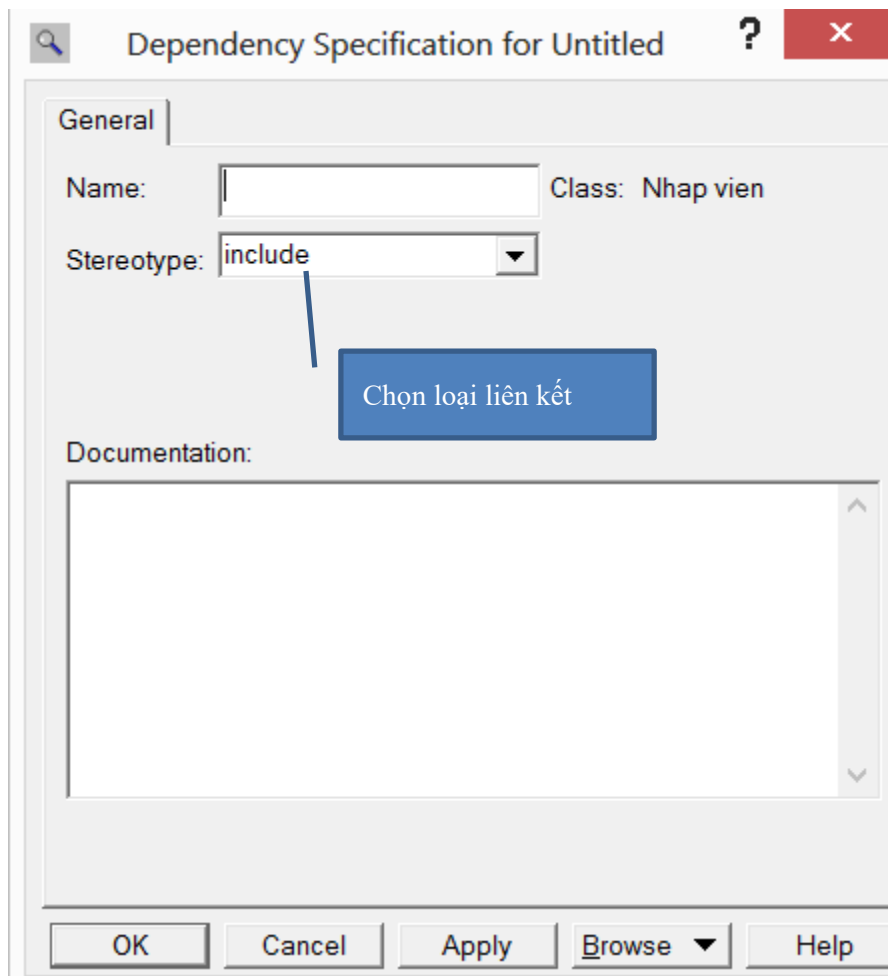 Dependency Specification for Untitled ? x
General
Name: Class: Nhap vien
Stereotype: include
Chọn loại liên kết
Documentation:
OK Cancel Apply Browse Help